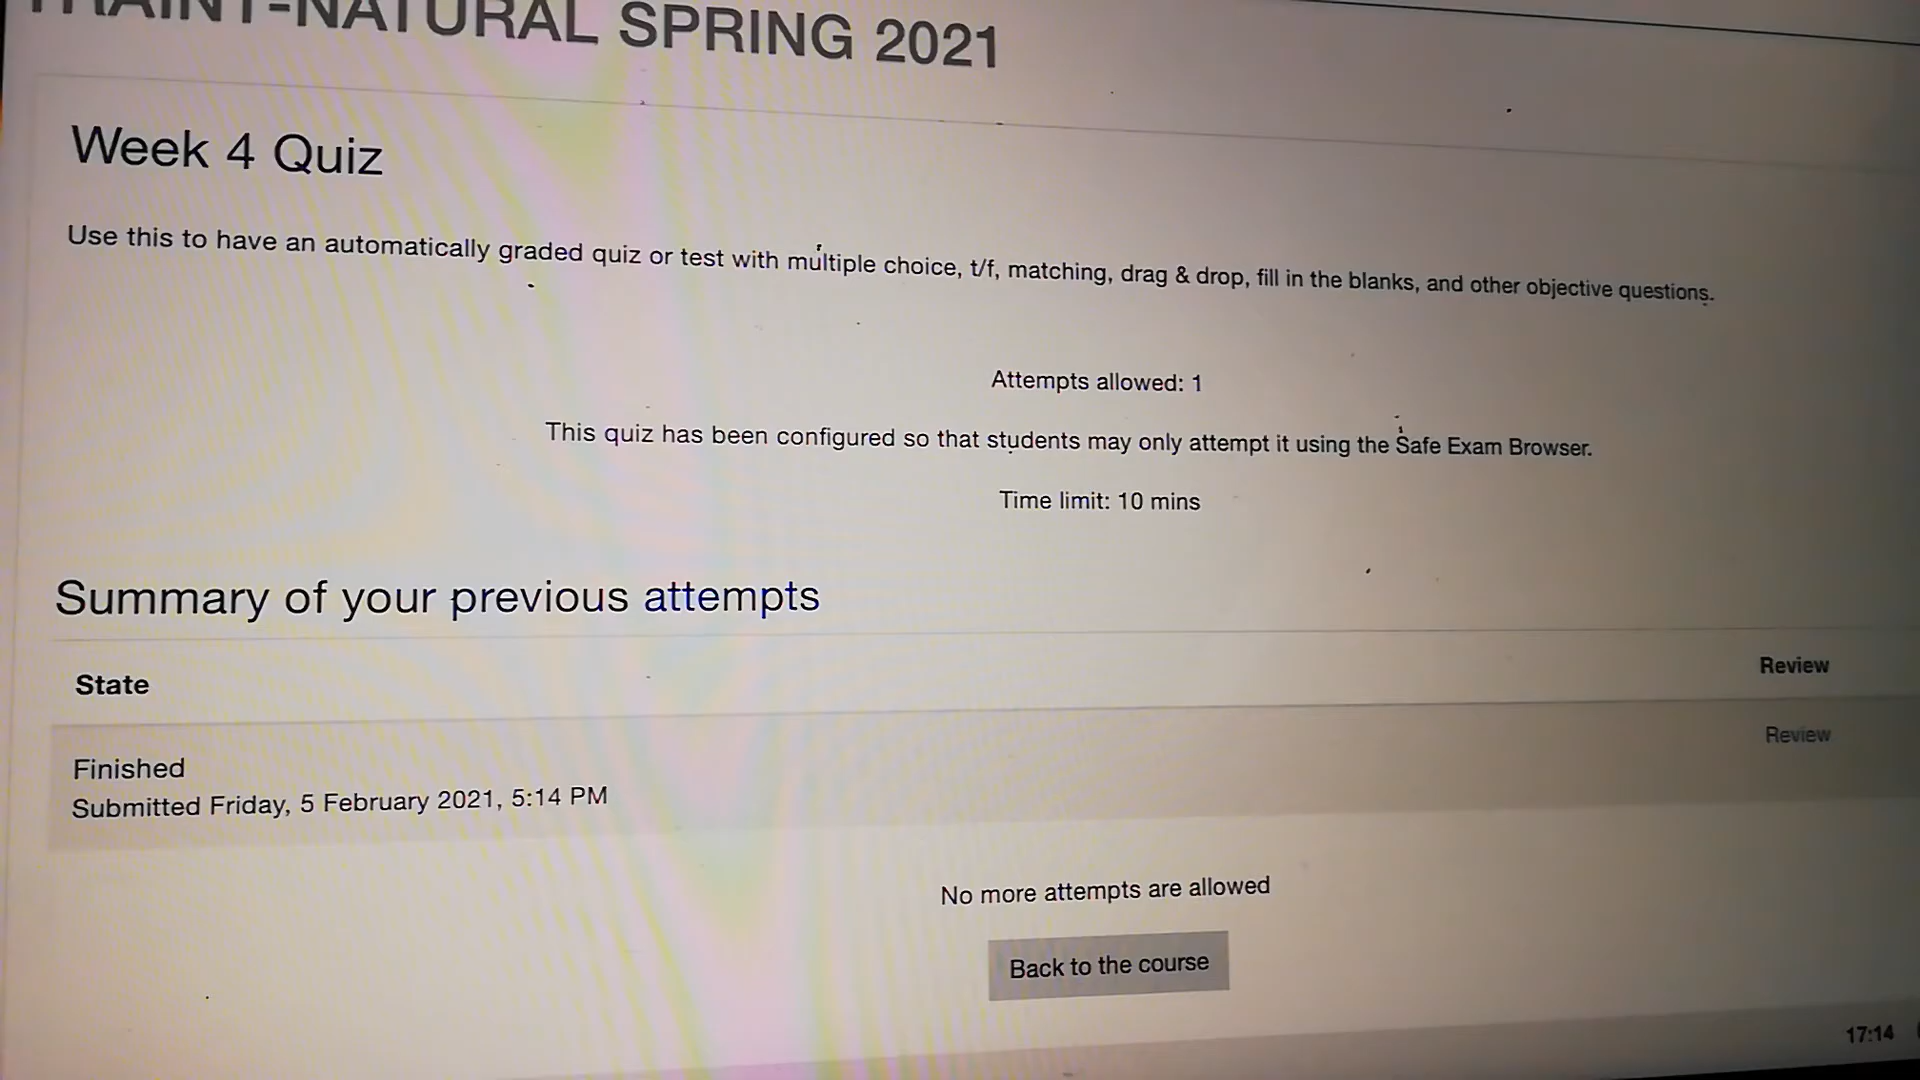 TRAINT-NATURAL SPRING 2021
Week 4 Quiz
Use this to have an automatically graded quiz or test with multiple choice, t/f, matching, drag & drop, fill in the blanks, and other objective questions.
Attempts allowed: 1
This quiz has been configured so that students may only attempt it using the Safe Exam Browser.
Time limit: 10 mins
Summary of your previous attempts
State Review
Finished Review
Submitted Friday, 5 February 2021, 5:14 PM
No more attempts are allowed
Back to the course
17:14